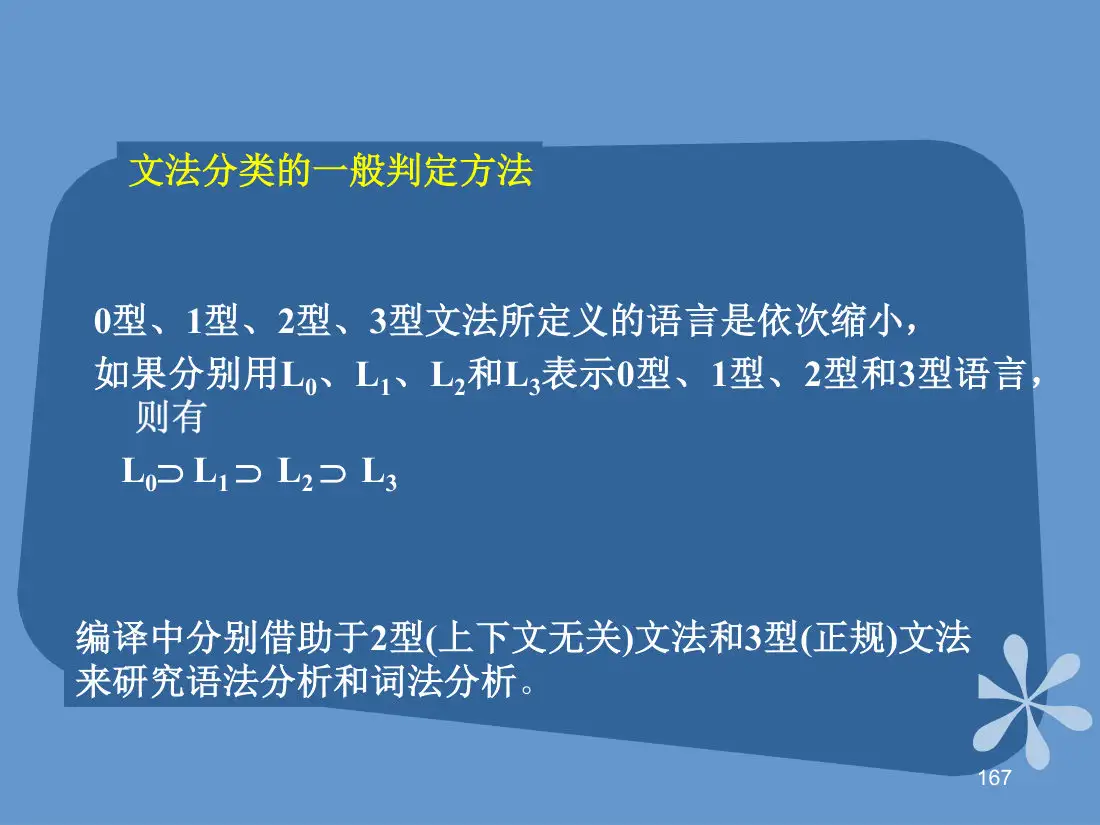 文法分类的一般判定方法
0型、1型、2型、3型文法所定义的语言是依次缩小，
如果分别用L₀、L₁、L₂和L₃表示0型、1型、2型和3型语言，
则有
L₀⊃ L₁ ⊃ L₂ ⊃ L₃
编译中分别借助于2型(上下文无关)文法和3型(正规)文法
来研究语法分析和词法分析。
167